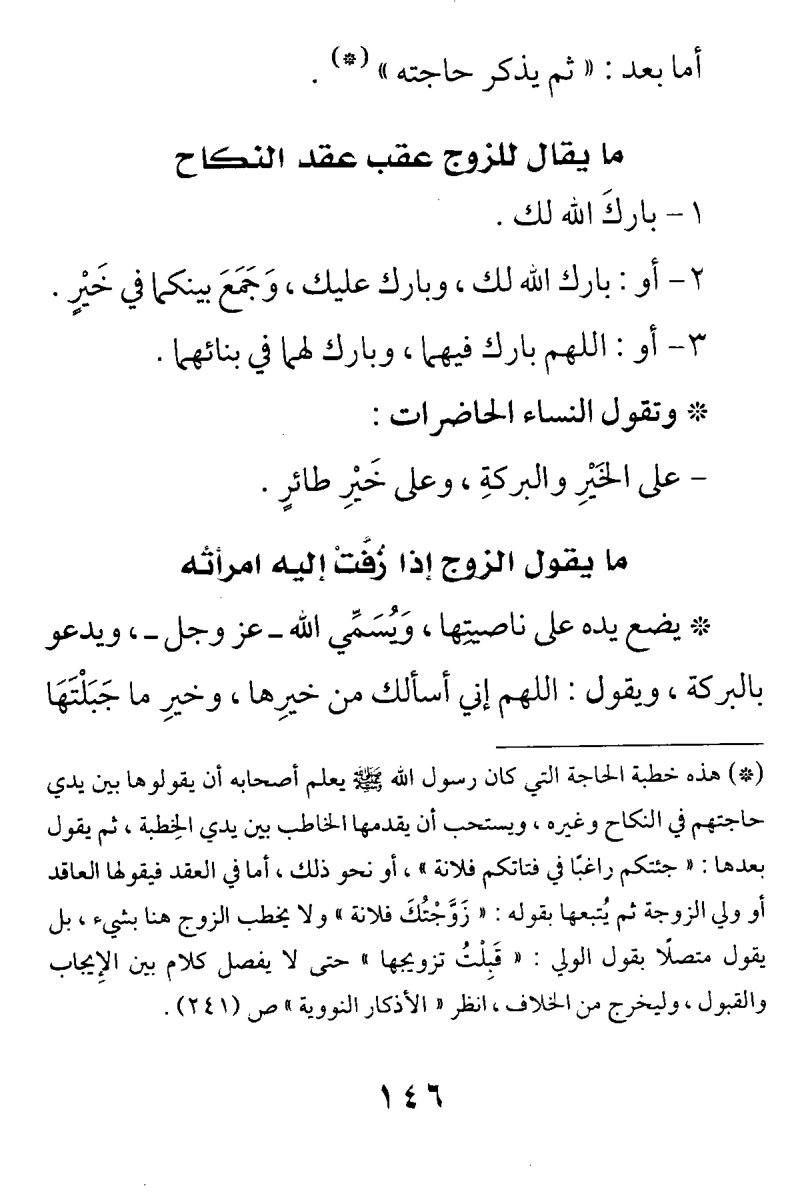 أما بعد : « ثم يذكر حاجته » (*) .
ما يقال للزوج عقب عقد النكاح
١ – باركَ الله لك .
٢ – أو : بارك الله لك ، وبارك عليك ، وَجَمَعَ بينكما في خَيْرٍ .
٣ – أو : اللهم بارك فيهما ، وبارك لهما في بنائهما .
* وتقول النساء الحاضرات :
– على الخَيْرِ والبركةِ ، وعلى خَيْرِ طائرٍ .
ما يقول الزوج إذا زُفَّتْ إليه امرأته
* يضع يده على ناصيتِها ، وَيُسَمِّي الله ـ عز وجل ـ ، ويدعو
بالبركة ، ويقول : اللهم إني أسألك من خيرِها ، وخيرِ ما جَبَلْتَهَا
(*) هذه خطبة الحاجة التي كان رسول الله ﷺ يعلم أصحابه أن يقولوها بين يدي
حاجتهم في النكاح وغيره ، ويستحب أن يقدمها الخاطب بين يدي الخِطبة ، ثم يقول
بعدها : « جئتكم راغبًا في فتاتكم فلانة » ، أو نحو ذلك ، أما في العقد فيقولها العاقد
أو ولي الزوجة ثم يُتبعها بقوله : « زَوَّجْتُكَ فلانة » ولا يخطب الزوج هنا بشيء ، بل
يقول متصلًا بقول الولي : « قَبِلْتُ تزويجها » حتى لا يفصل كلام بين الإيجاب
والقبول ، وليخرج من الخلاف ، انظر « الأذكار النووية » ص (٢٤١) .
١٤٦